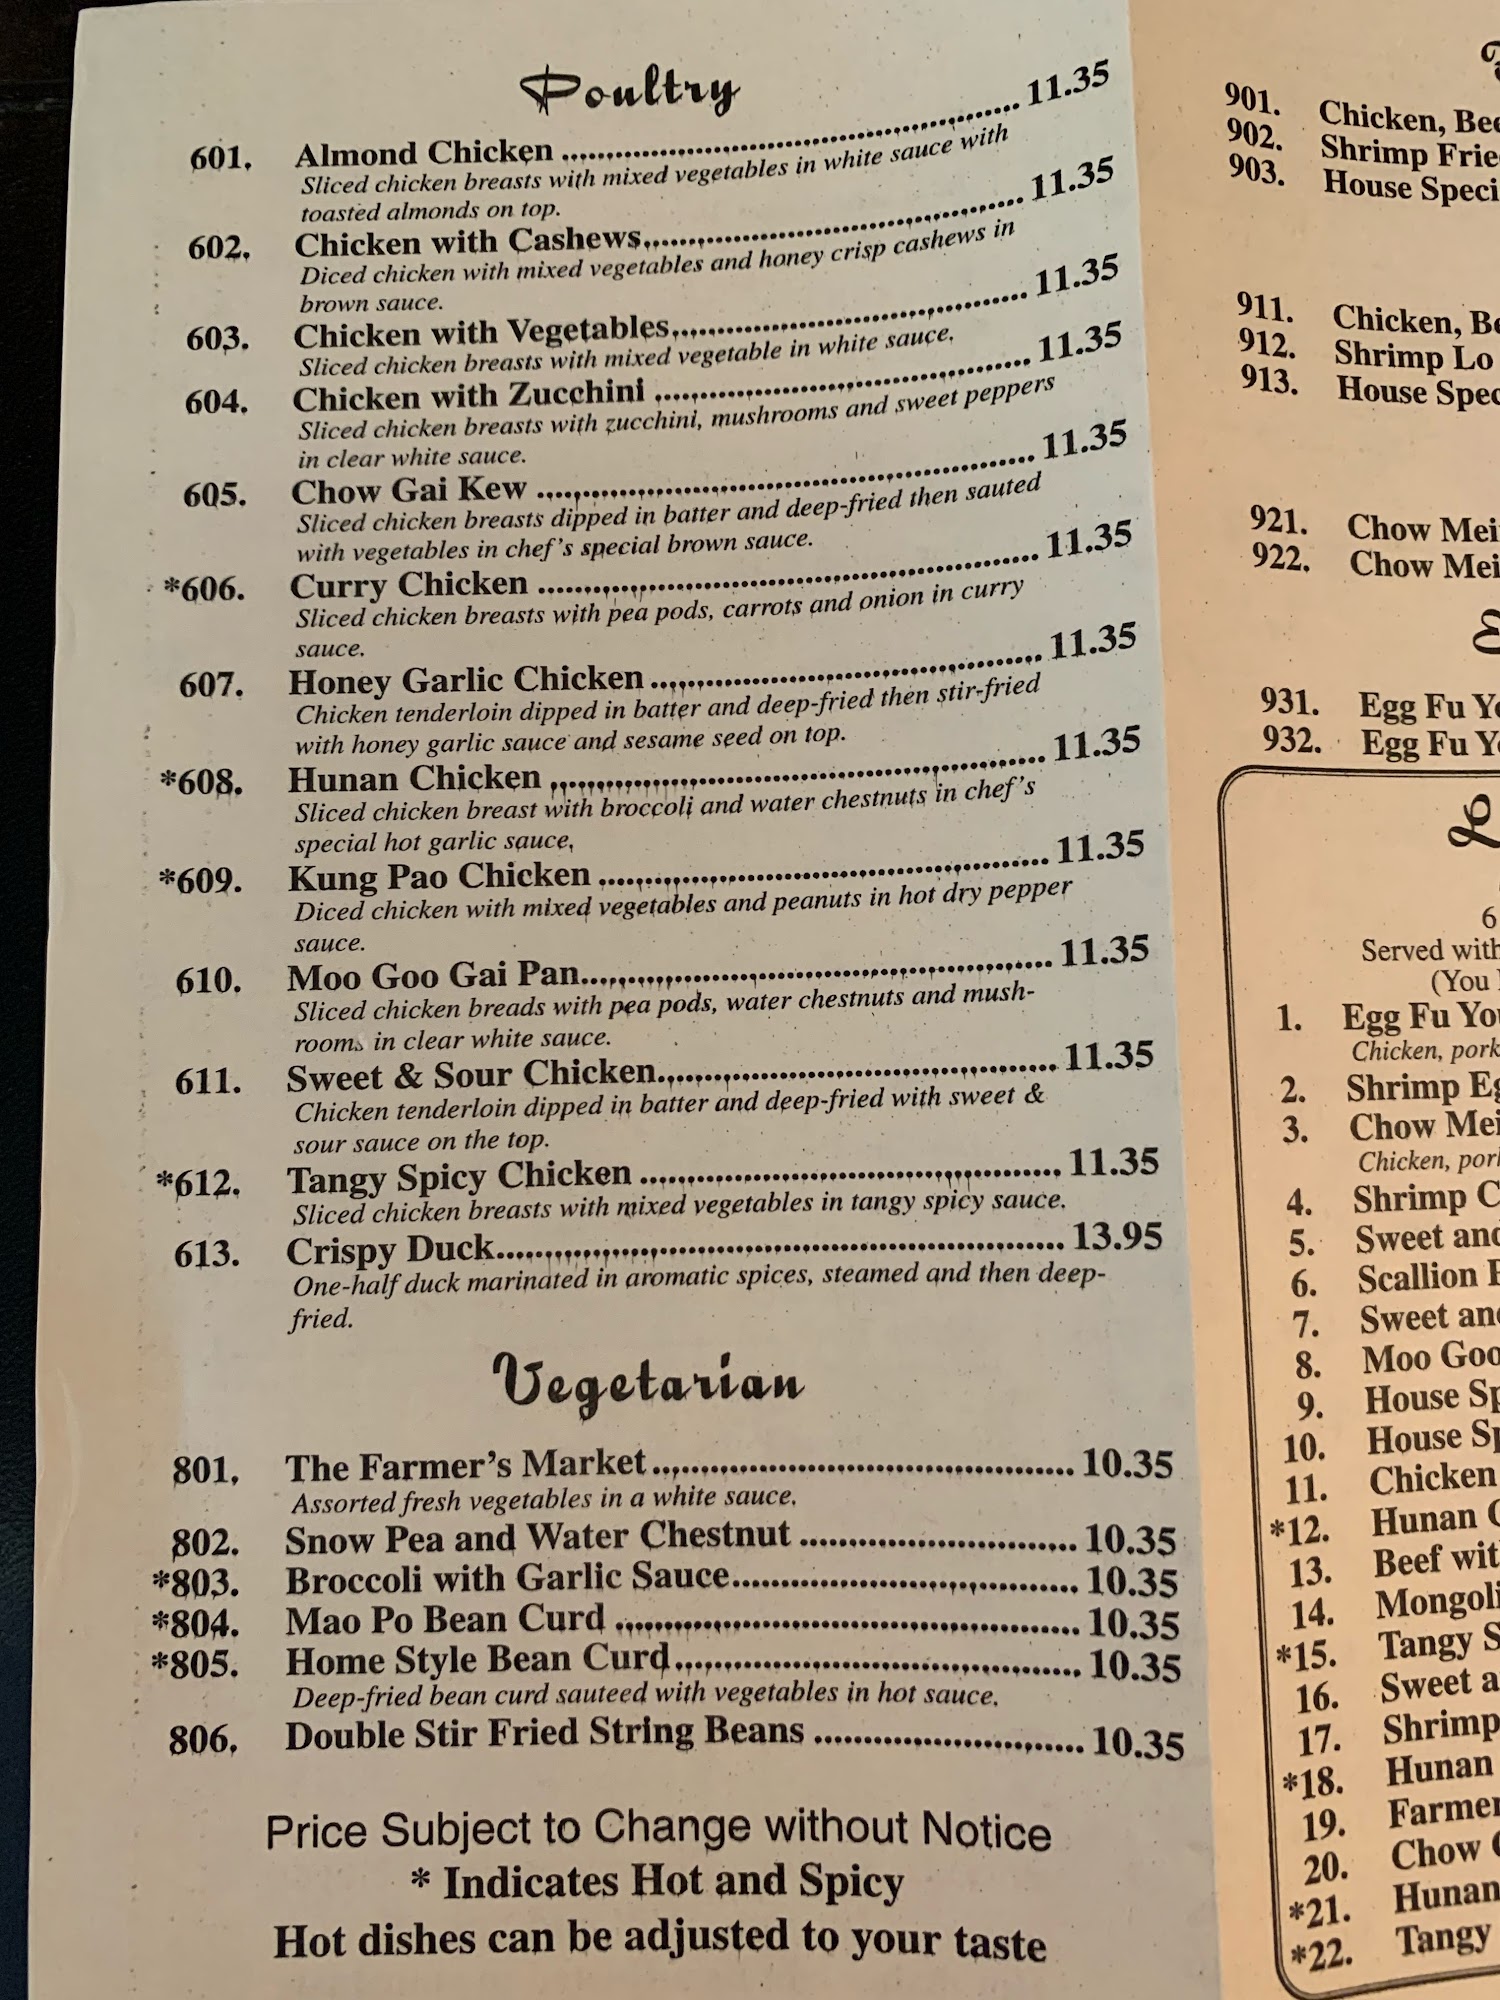 Poultry
601. Almond Chicken 11.35
Sliced chicken breasts with mixed vegetables in white sauce with
toasted almonds on top.
602. Chicken with Cashews 11.35
Diced chicken with mixed vegetables and honey crisp cashews in
brown sauce.
603. Chicken with Vegetables 11.35
Sliced chicken breasts with mixed vegetable in white sauce.
604. Chicken with Zucchini 11.35
Sliced chicken breasts with zucchini, mushrooms and sweet peppers
in clear white sauce.
605. Chow Gai Kew 11.35
Sliced chicken breasts dipped in batter and deep-fried then sauted
with vegetables in chef's special brown sauce.
*606. Curry Chicken 11.35
Sliced chicken breasts with pea pods, carrots and onion in curry
sauce.
607. Honey Garlic Chicken 11.35
Chicken tenderloin dipped in batter and deep-fried then stir-fried
with honey garlic sauce and sesame seed on top.
*608. Hunan Chicken 11.35
Sliced chicken breast with broccoli and water chestnuts in chef's
special hot garlic sauce,
*609. Kung Pao Chicken 11.35
Diced chicken with mixed vegetables and peanuts in hot dry pepper
sauce.
610. Moo Goo Gai Pan 11.35
Sliced chicken breads with pea pods, water chestnuts and mush-
rooms in clear white sauce.
611. Sweet & Sour Chicken 11.35
Chicken tenderloin dipped in batter and deep-fried with sweet &
sour sauce on the top.
*612. Tangy Spicy Chicken 11.35
Sliced chicken breasts with mixed vegetables in tangy spicy sauce.
613. Crispy Duck 13.95
One-half duck marinated in aromatic spices, steamed and then deep-
fried.
Vegetarian
801. The Farmer's Market 10.35
Assorted fresh vegetables in a white sauce.
802. Snow Pea and Water Chestnut 10.35
*803. Broccoli with Garlic Sauce 10.35
*804. Mao Po Bean Curd 10.35
*805. Home Style Bean Curd 10.35
Deep-fried bean curd sauteed with vegetables in hot sauce.
806. Double Stir Fried String Beans 10.35
Price Subject to Change without Notice
* Indicates Hot and Spicy
Hot dishes can be adjusted to your taste
901. Chicken,
902. Shrimp
903. House
911. Chicken,
912. Shrimp Lo
913. House
921. Chow
922. Chow
931. Egg Fu
932. Egg Fu
6
Served with
(You
1. Egg Fu
Chicken, pork
2. Shrimp
3. Chow
Chicken,
4. Shrimp
5. Sweet and
6. Scallion
7. Sweet and
8. Moo Goo
9. House
10. House
11. Chicken
*12. Hunan
13. Beef
14.
*15. Tangy
16. Sweet
17. Shrimp
*18. Hunan
19.
20. Chow
*21. Hunan
*22. Tangy